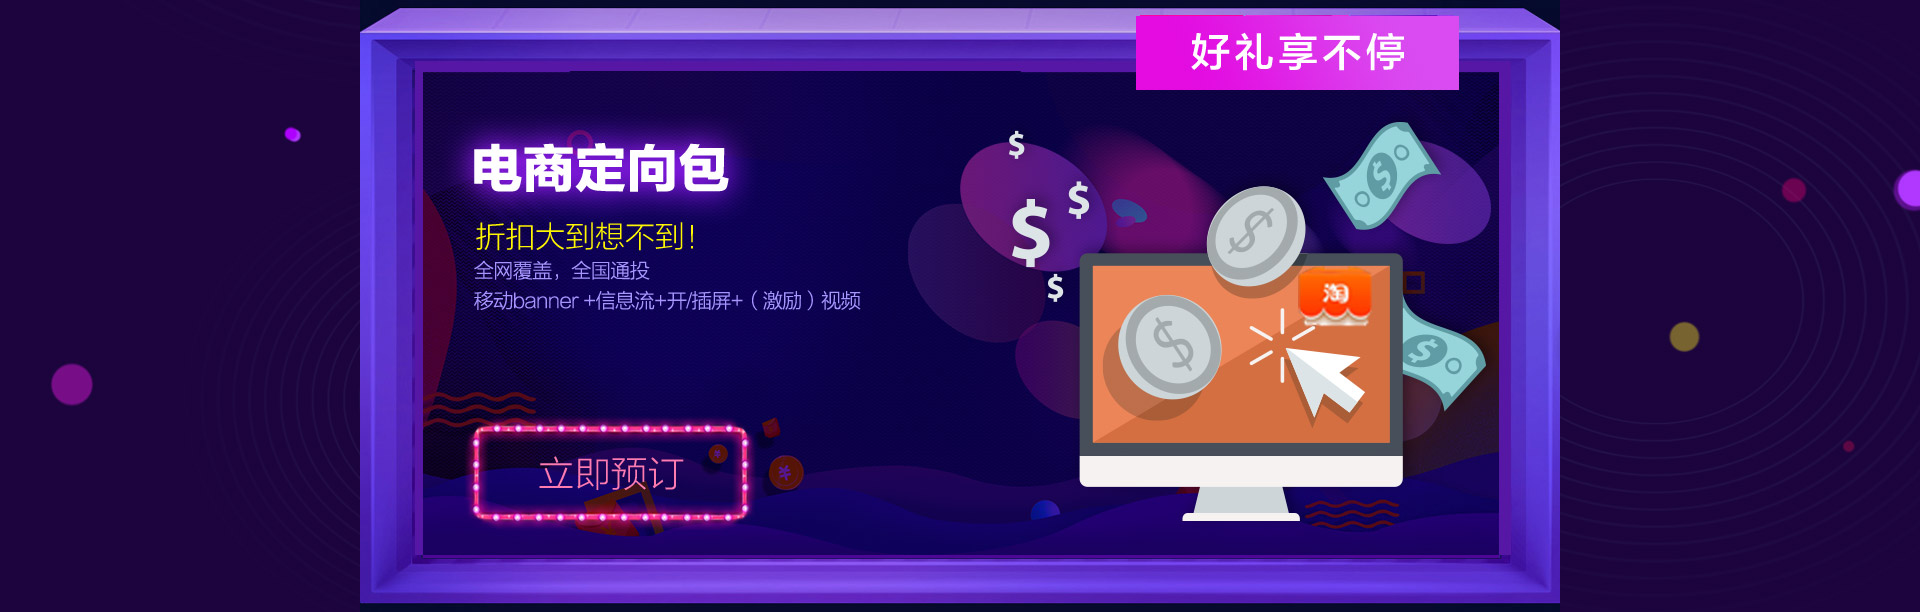 好礼享不停
电商定向包
折扣大到想不到！
全网覆盖，全国通投
移动banner +信息流+开/插屏+（激励）视频
立即预订
淘
$
$
$
$
$
$
$
$
¥
¥